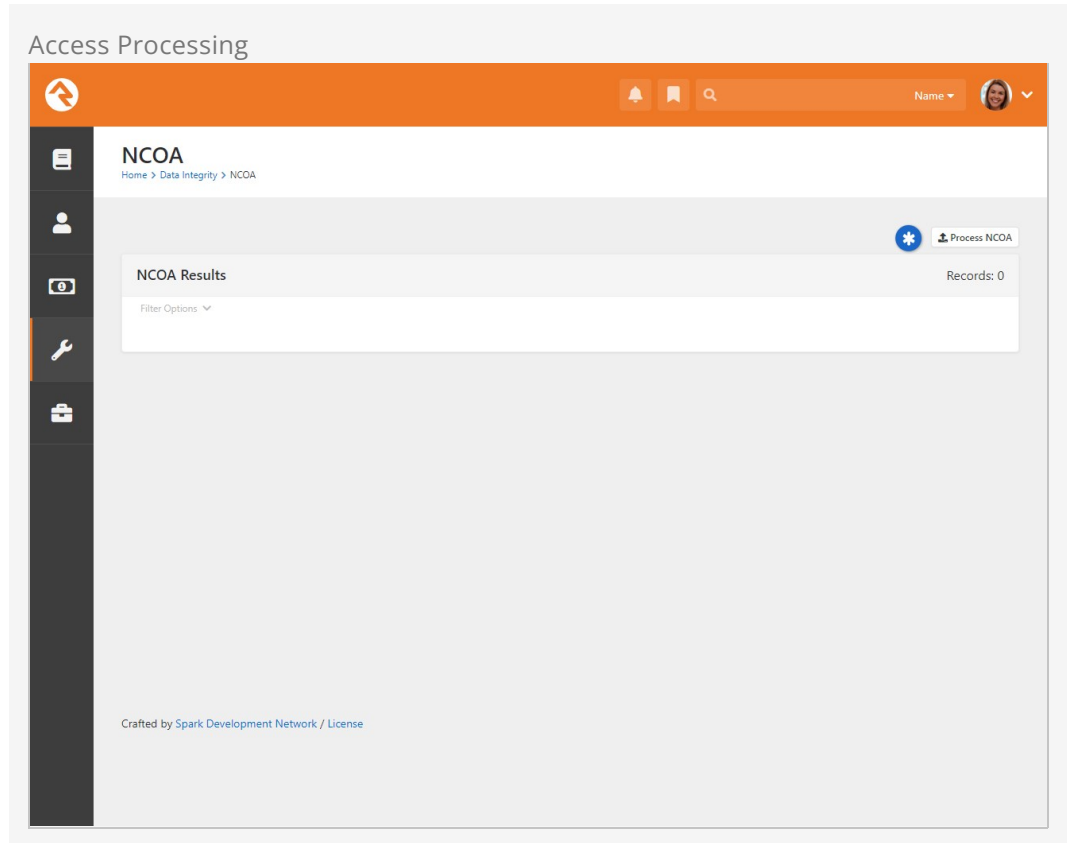 Access Processing
Name
NCOA
Home > Data Integrity > NCOA
Process NCOA
NCOA Results
Records: 0
Filter Options
Crafted by Spark Development Network / License